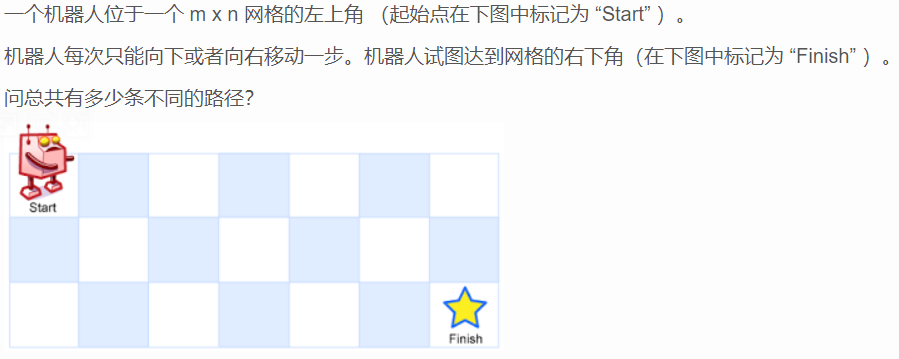 一个机器人位于一个 m x n 网格的左上角 （起始点在下图中标记为 “Start” ）。
机器人每次只能向下或者向右移动一步。机器人试图达到网格的右下角（在下图中标记为 “Finish” ）。
问总共有多少条不同的路径？
Start
Finish